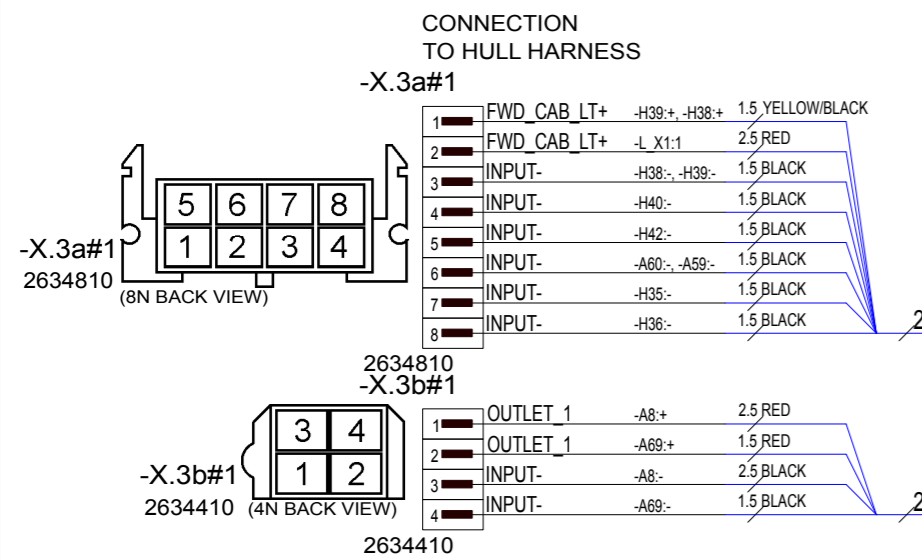 CONNECTION
TO HULL HARNESS
-X.3a#1
1 FWD_CAB_LT+ -H39:+, -H38:+ 1.5 YELLOW/BLACK
2 FWD_CAB_LT+ -L_X1:1 2.5 RED
3 INPUT- -H38:-, -H39:- 1.5 BLACK
4 INPUT- -H40:- 1.5 BLACK
5 INPUT- -H42:- 1.5 BLACK
6 INPUT- -A60:-, -A59:- 1.5 BLACK
7 INPUT- -H35:- 1.5 BLACK
8 INPUT- -H36:- 1.5 BLACK
2
2634810
5 6 7 8
1 2 3 4
-X.3a#1
2634810
(8N BACK VIEW)
-X.3b#1
1 OUTLET_1 -A8:+ 2.5 RED
2 OUTLET_1 -A69:+ 1.5 RED
3 INPUT- -A8:- 2.5 BLACK
4 INPUT- -A69:- 1.5 BLACK
2
2634410
3 4
1 2
-X.3b#1
2634410 (4N BACK VIEW)